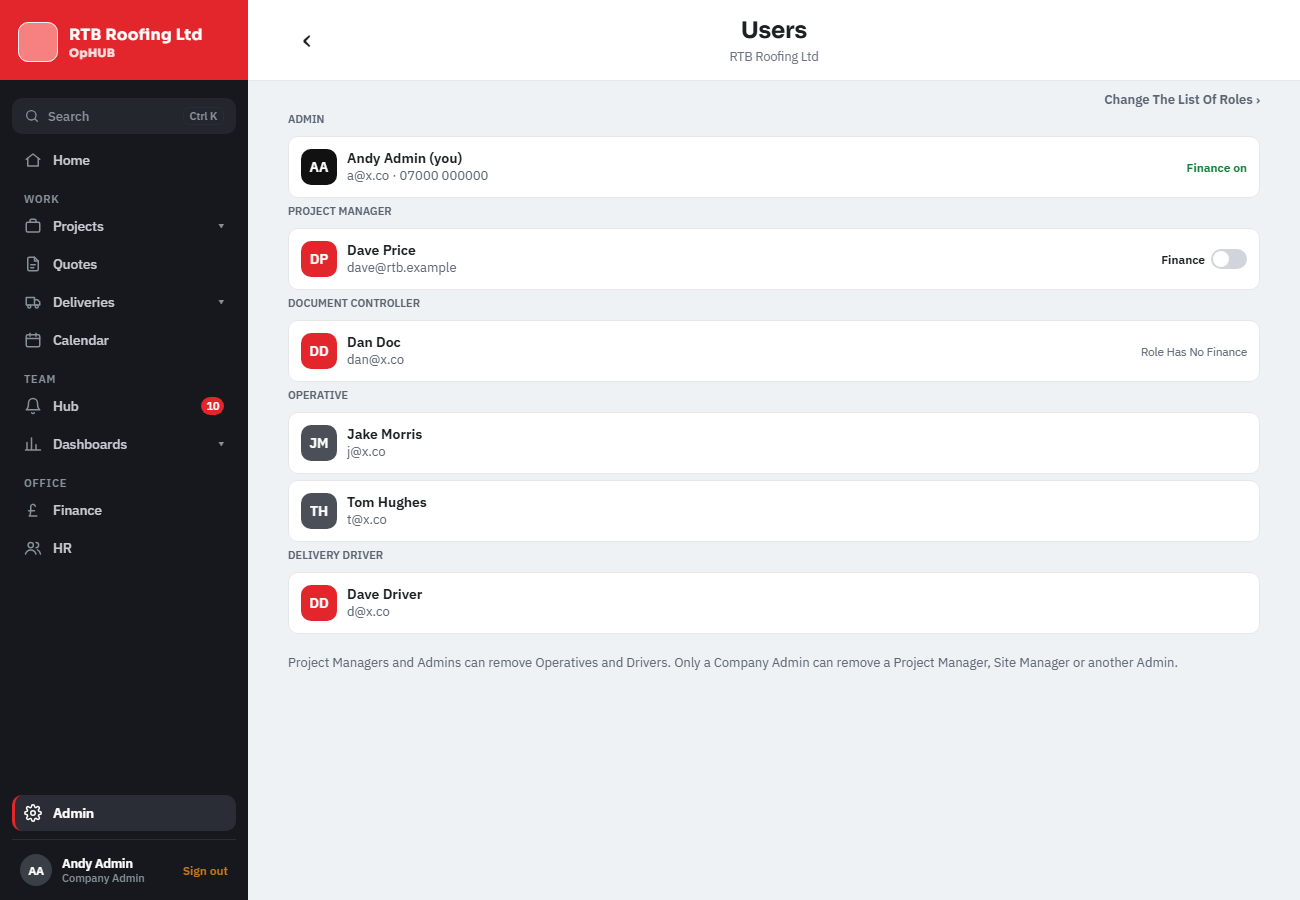 RTB Roofing Ltd
OpHUB
Search Ctrl K
Home
WORK
Projects
Quotes
Deliveries
Calendar
TEAM
Hub 10
Dashboards
OFFICE
Finance
HR
Admin
AA Andy Admin
Company Admin
Sign out
Users
RTB Roofing Ltd
Change The List Of Roles ›
ADMIN
AA Andy Admin (you)
a@x.co · 07000 000000
Finance on
PROJECT MANAGER
DP Dave Price
dave@rtb.example
Finance
DOCUMENT CONTROLLER
DD Dan Doc
dan@x.co
Role Has No Finance
OPERATIVE
JM Jake Morris
j@x.co
TH Tom Hughes
t@x.co
DELIVERY DRIVER
DD Dave Driver
d@x.co
Project Managers and Admins can remove Operatives and Drivers. Only a Company Admin can remove a Project Manager, Site Manager or another Admin.